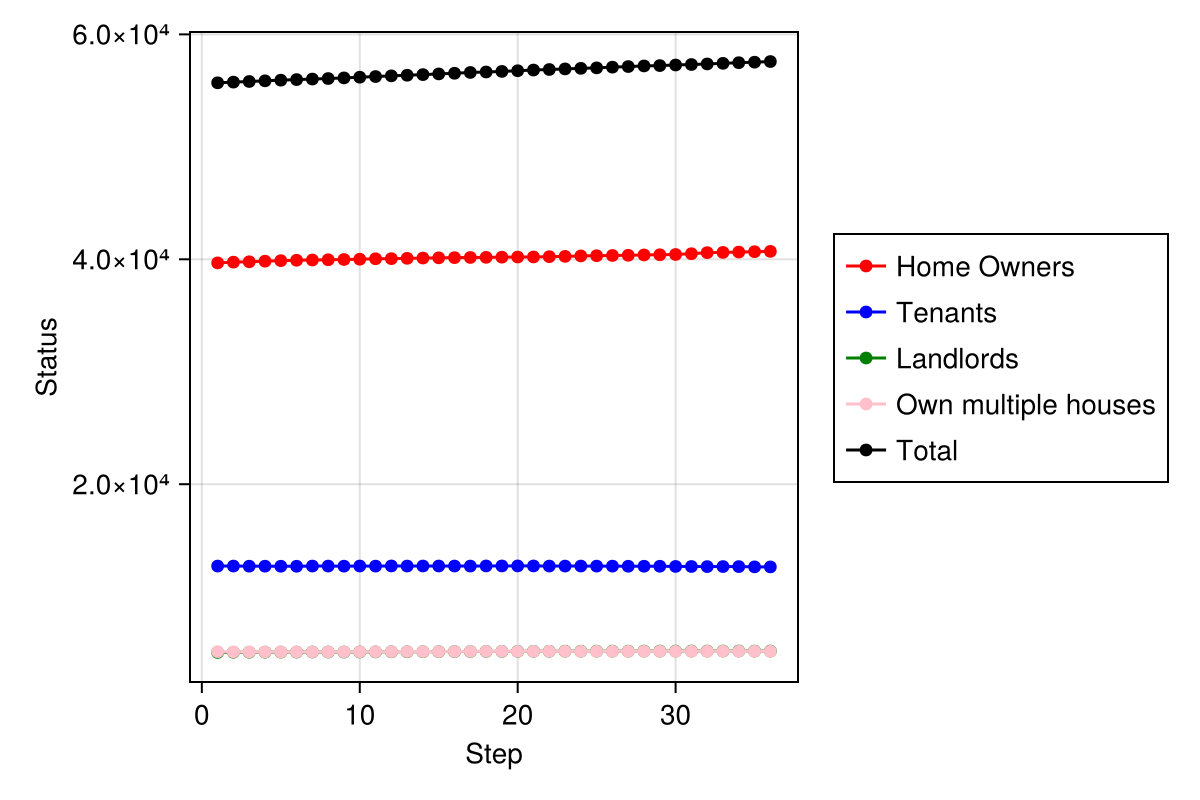 6.0×10⁴
4.0×10⁴
2.0×10⁴
Status
0 10 20 30
Step
Home Owners
Tenants
Landlords
Own multiple houses
Total